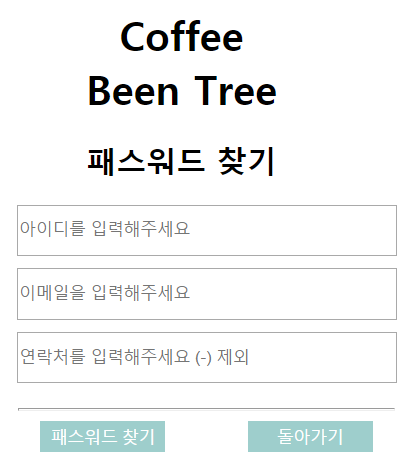 Coffee
Been Tree
패스워드 찾기
아이디를 입력해주세요
이메일을 입력해주세요
연락처를 입력해주세요 (-) 제외
패스워드 찾기 돌아가기